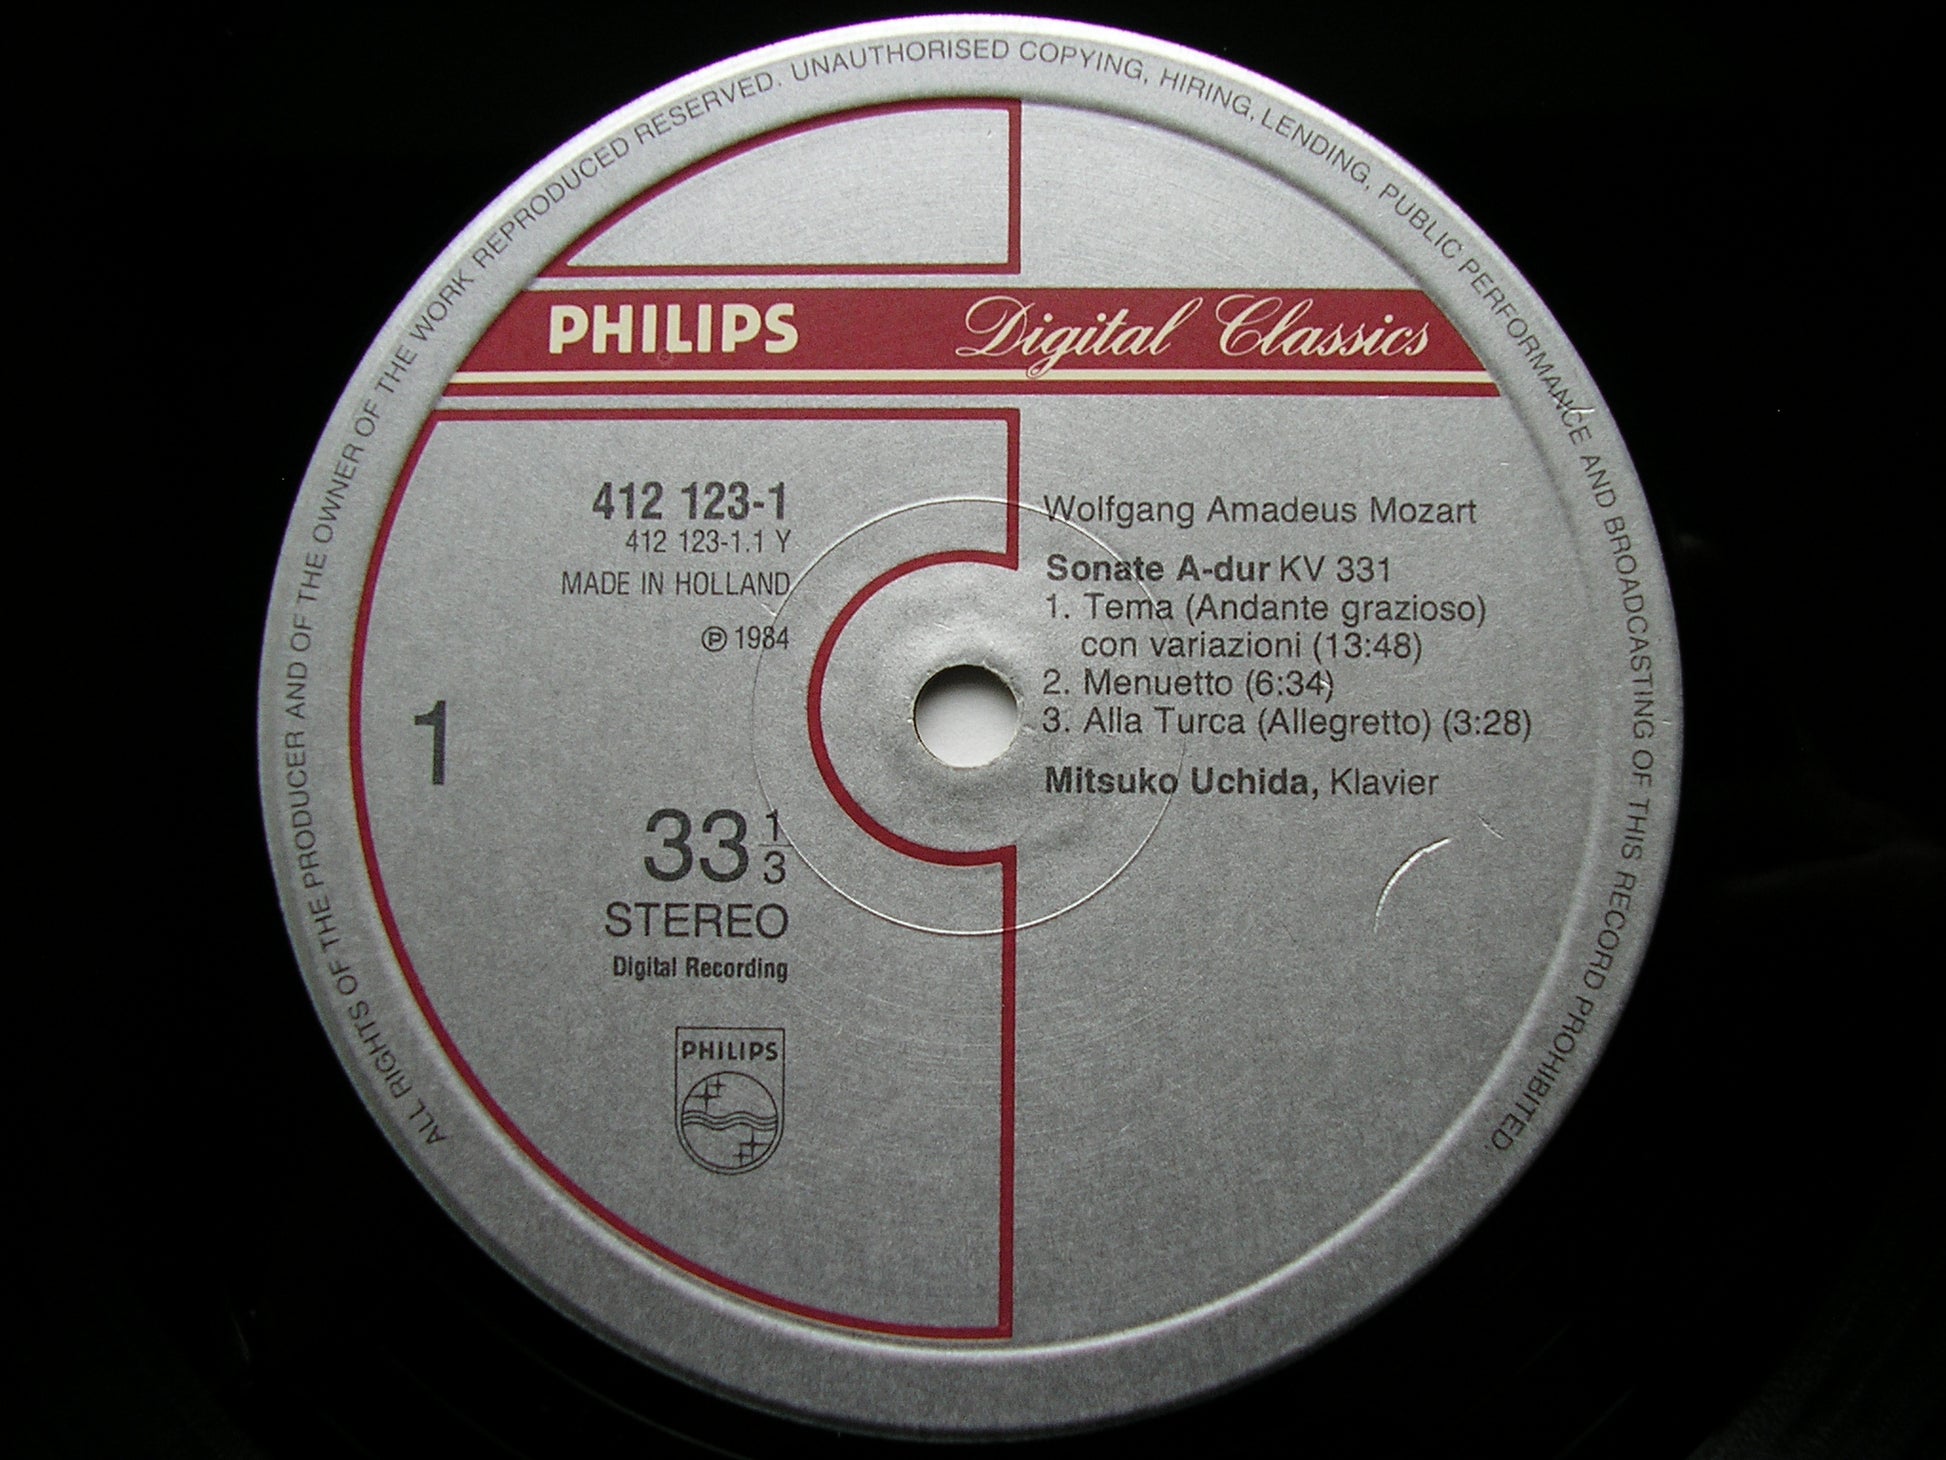 ALL RIGHTS OF THE PRODUCER AND OF THE OWNER OF THE WORK REPRODUCED RESERVED. UNAUTHORISED COPYING, HIRING, LENDING, PUBLIC PERFORMANCE AND BROADCASTING OF THIS RECORD PROHIBITED.
PHILIPS Digital Classics
412 123-1
412 123-1.1 Y
MADE IN HOLLAND
℗ 1984
1
33 1/3
STEREO
Digital Recording
PHILIPS
Wolfgang Amadeus Mozart
Sonate A-dur KV 331
1. Tema (Andante grazioso)
con variazioni (13:48)
2. Menuetto (6:34)
3. Alla Turca (Allegretto) (3:28)
Mitsuko Uchida, Klavier